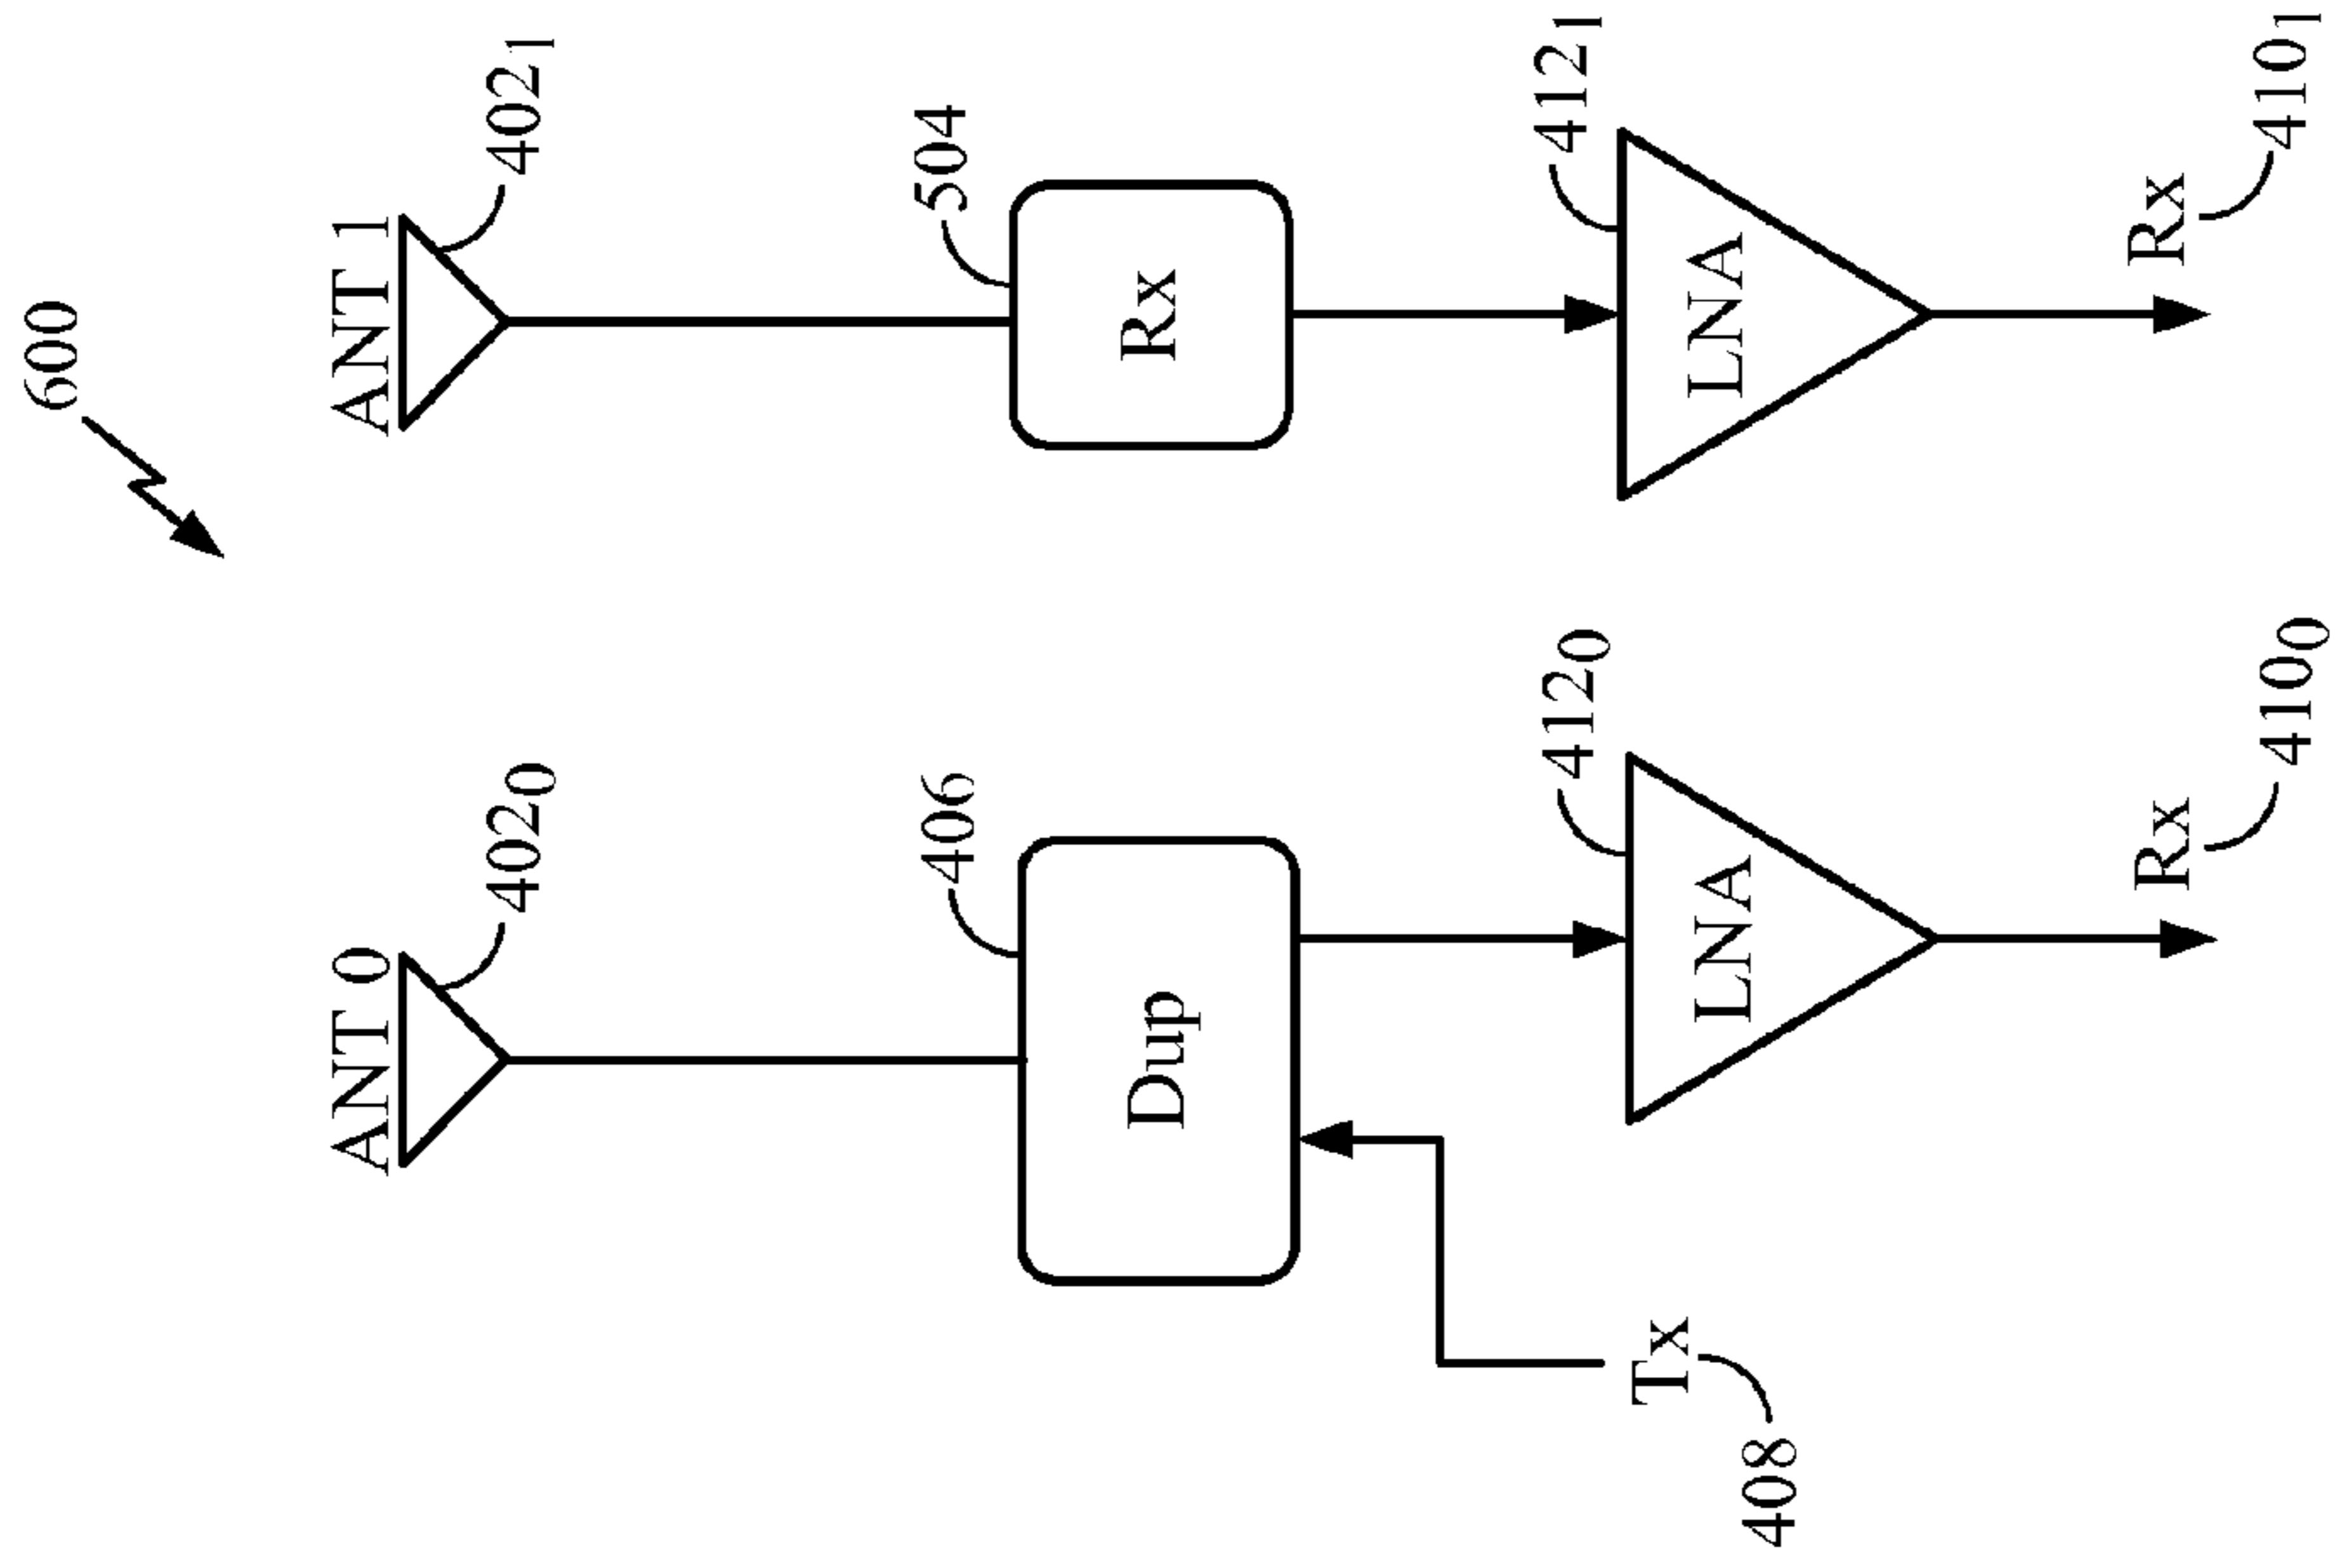 600
ANT 0
ANT 1
402₀
402₁
406
504
Dup
Rx
412₀
412₁
Tx
LNA
LNA
408
Rx
Rx
410₀
410₁